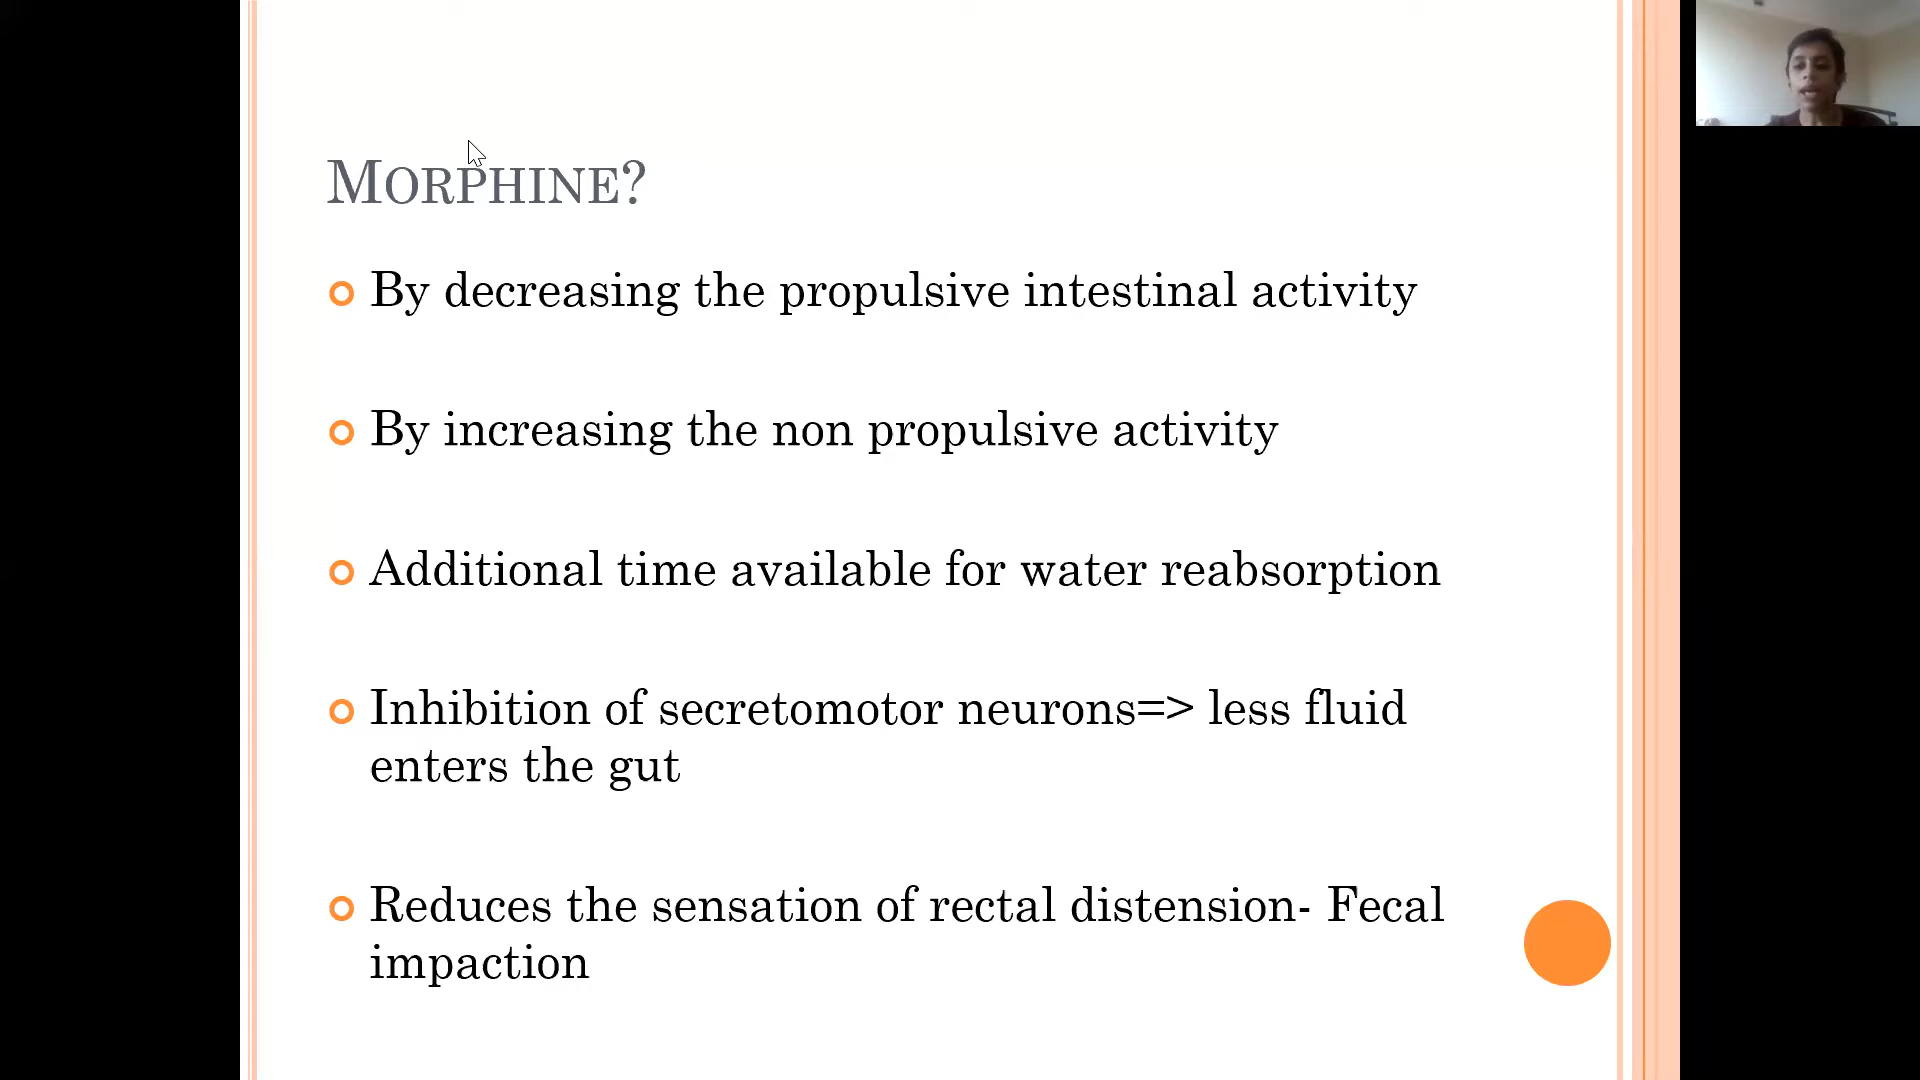 MORPHINE?
By decreasing the propulsive intestinal activity
By increasing the non propulsive activity
Additional time available for water reabsorption
Inhibition of secretomotor neurons=> less fluid
enters the gut
Reduces the sensation of rectal distension- Fecal
impaction